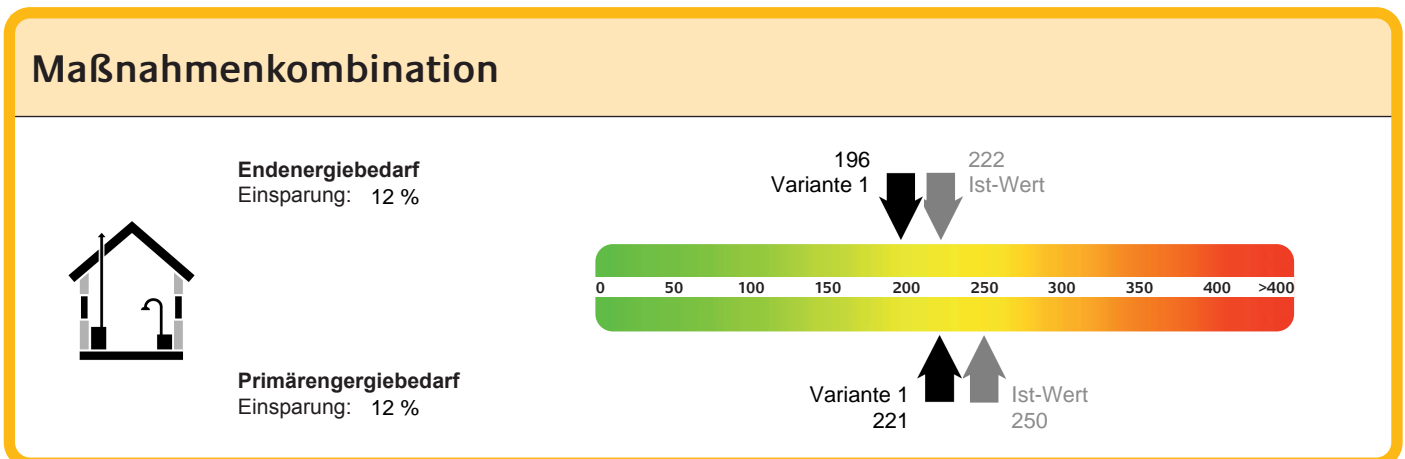 Maßnahmenkombination
Endenergiebedarf
Einsparung: 12 %
196
Variante 1
222
Ist-Wert
0 50 100 150 200 250 300 350 400 >400
Primärengergiebedarf
Einsparung: 12 %
Variante 1
221
Ist-Wert
250